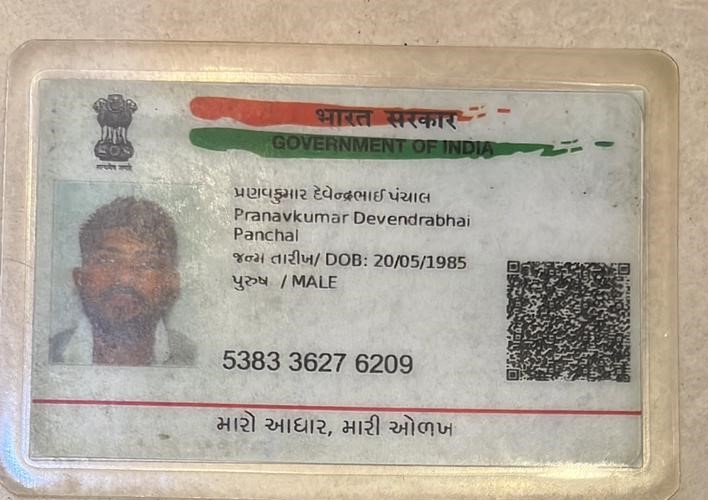 भारत सरकार
GOVERNMENT OF INDIA
सत्यमेव जयते
પ્રણવકુમાર દેવેન્દ્રભાઈ પંચાલ
Pranavkumar Devendrabhai
Panchal
જન્મ તારીખ/ DOB: 20/05/1985
પુરુષ / MALE
5383 3627 6209
મારો આધાર, મારી ઓળખ